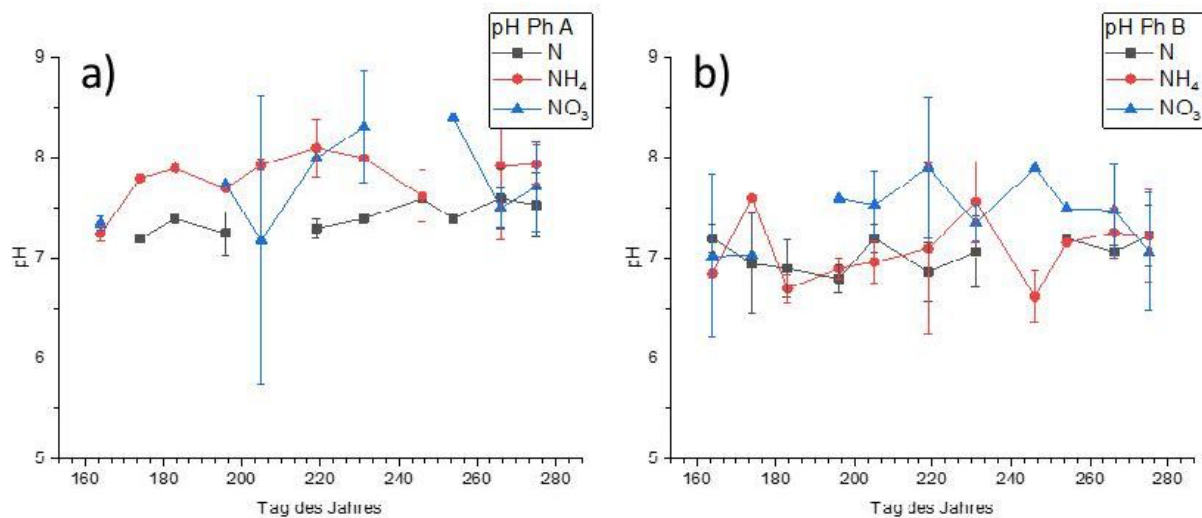 a)
pH Ph A
N
NH₄
NO₃
9
8
7
6
5
pH
160 180 200 220 240 260 280
Tag des Jahres
b)
pH Ph B
N
NH₄
NO₃
9
8
7
6
5
pH
160 180 200 220 240 260 280
Tag des Jahres